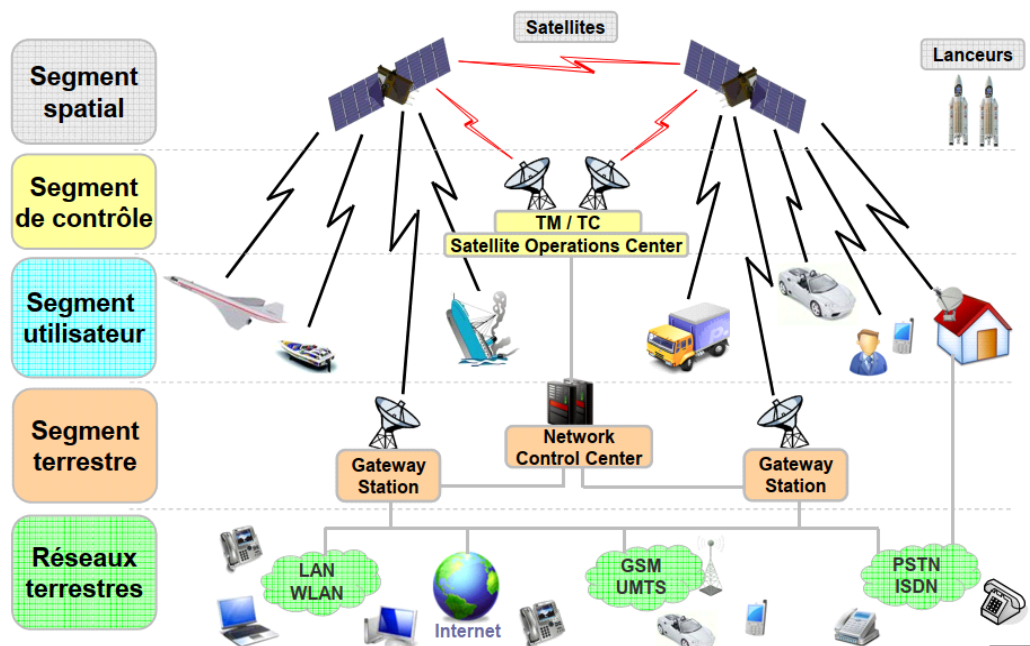 Satellites
Lanceurs
Segment
spatial
Segment
de contrôle
TM / TC
Satellite Operations Center
Segment
utilisateur
Segment
terrestre
Gateway
Station
Network
Control Center
Gateway
Station
Réseaux
terrestres
LAN
WLAN
Internet
GSM
UMTS
PSTN
ISDN